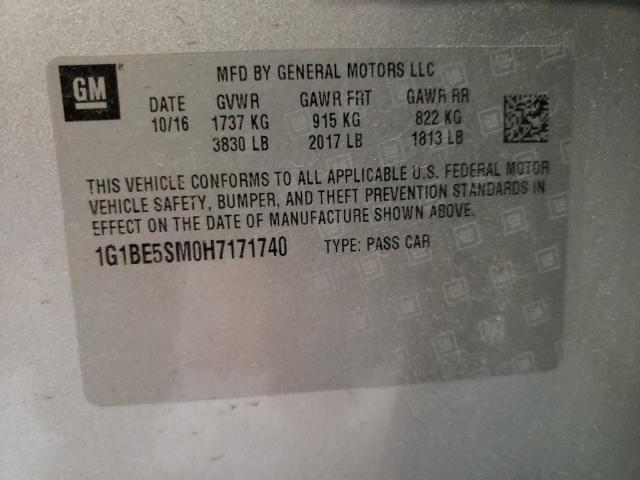 GM
MFD BY GENERAL MOTORS LLC
DATE GVWR GAWR FRT GAWR RR
10/16 1737 KG 915 KG 822 KG
3830 LB 2017 LB 1813 LB
THIS VEHICLE CONFORMS TO ALL APPLICABLE U.S. FEDERAL MOTOR
VEHICLE SAFETY, BUMPER, AND THEFT PREVENTION STANDARDS IN
EFFECT ON THE DATE OF MANUFACTURE SHOWN ABOVE.
1G1BE5SM0H7171740 TYPE: PASS CAR